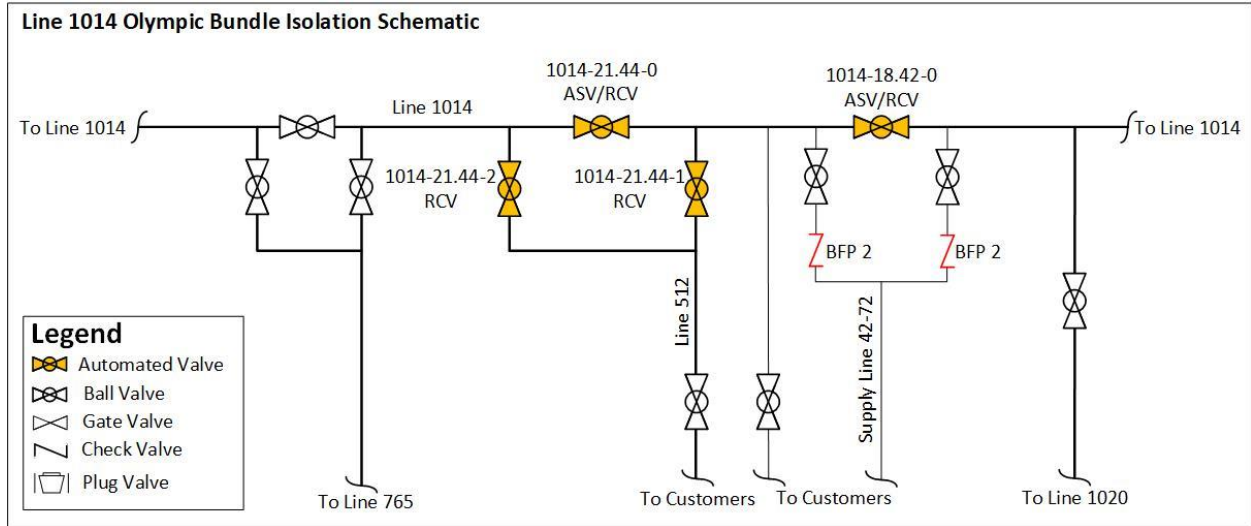 Line 1014 Olympic Bundle Isolation Schematic
1014-21.44-0
ASV/RCV
1014-18.42-0
ASV/RCV
To Line 1014
Line 1014
To Line 1014
1014-21.44-2
RCV
1014-21.44-1
RCV
BFP 2
BFP 2
Line 512
Supply Line 42-72
Legend
Automated Valve
Ball Valve
Gate Valve
Check Valve
Plug Valve
To Line 765
To Customers
To Customers
To Line 1020